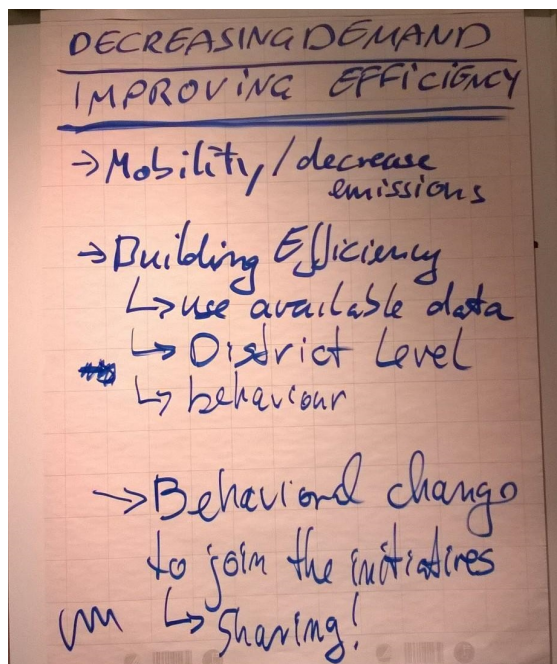 DECREASING DEMAND
IMPROVING EFFICIENCY
→ Mobility / decrease
emissions
→ Building Efficiency
↳ use available data
↳ District Level
↳ behaviour
→ Behavioral change
to join the initiatives
↳ Sharing!